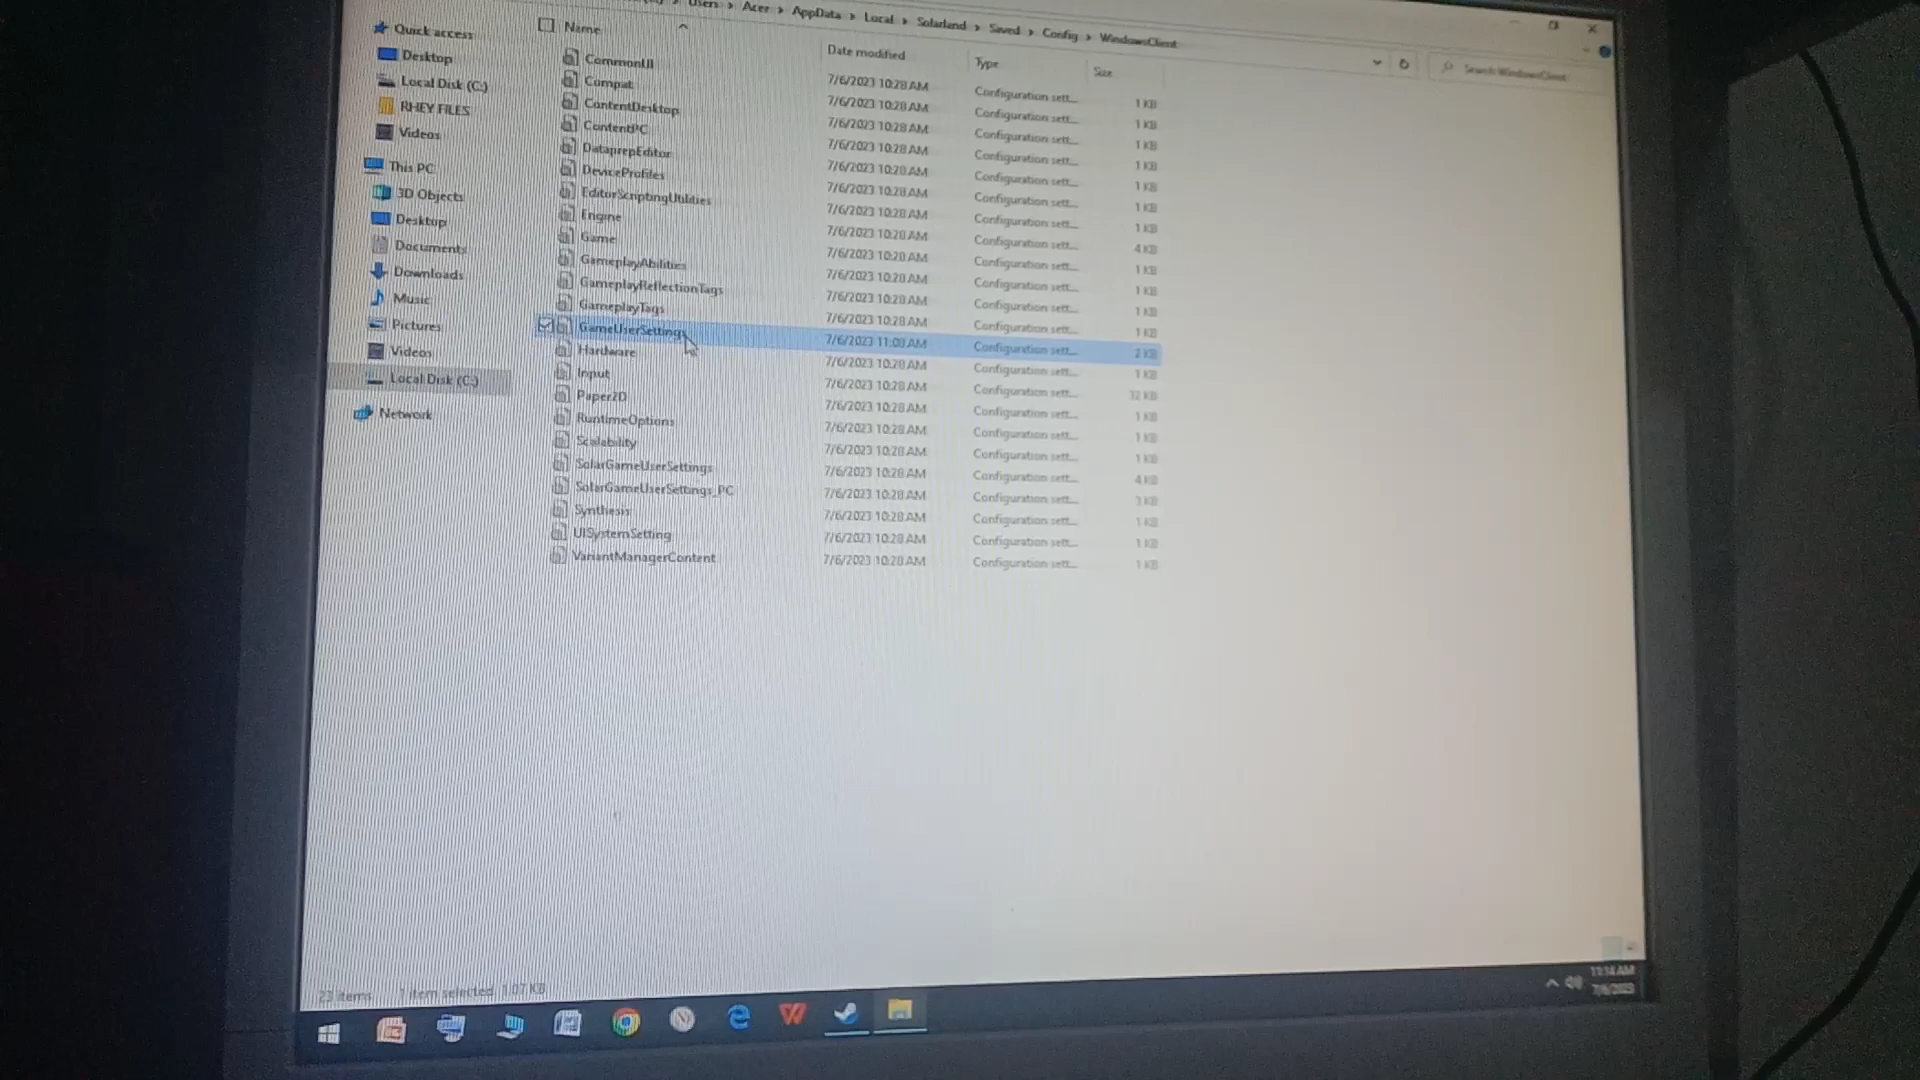 Users > Acer > AppData > Local > Solarland > Saved > Config > WindowsClient
Search WindowsClient
Quick access
Desktop
Local Disk (C:)
RHEY FILES
Videos
This PC
3D Objects
Desktop
Documents
Downloads
Music
Pictures
Videos
Local Disk (C:)
Network
Name Date modified Type Size
CommonUI 7/6/2023 10:28 AM Configuration sett... 1 KB
Compat 7/6/2023 10:28 AM Configuration sett... 1 KB
ContentDesktop 7/6/2023 10:28 AM Configuration sett... 1 KB
ContentPC 7/6/2023 10:28 AM Configuration sett... 1 KB
DataprepEditor 7/6/2023 10:28 AM Configuration sett... 1 KB
DeviceProfiles 7/6/2023 10:28 AM Configuration sett... 1 KB
EditorScriptingUtilities 7/6/2023 10:28 AM Configuration sett... 1 KB
Engine 7/6/2023 10:28 AM Configuration sett... 4 KB
Game 7/6/2023 10:28 AM Configuration sett... 1 KB
GameplayAbilities 7/6/2023 10:28 AM Configuration sett... 1 KB
GameplayReflectionTags 7/6/2023 10:28 AM Configuration sett... 1 KB
GameplayTags 7/6/2023 10:28 AM Configuration sett... 1 KB
GameUserSettings 7/6/2023 11:08 AM Configuration sett... 2 KB
Hardware 7/6/2023 10:28 AM Configuration sett... 1 KB
Input 7/6/2023 10:28 AM Configuration sett... 32 KB
Paper2D 7/6/2023 10:28 AM Configuration sett... 1 KB
RuntimeOptions 7/6/2023 10:28 AM Configuration sett... 1 KB
Scalability 7/6/2023 10:28 AM Configuration sett... 1 KB
SolarGameUserSettings 7/6/2023 10:28 AM Configuration sett... 4 KB
SolarGameUserSettings_PC 7/6/2023 10:28 AM Configuration sett... 3 KB
Synthesis 7/6/2023 10:28 AM Configuration sett... 1 KB
UISystemSetting 7/6/2023 10:28 AM Configuration sett... 1 KB
VariantManagerContent 7/6/2023 10:28 AM Configuration sett... 1 KB
23 items 1 item selected 1.07 KB
11:14 AM
7/6/2023